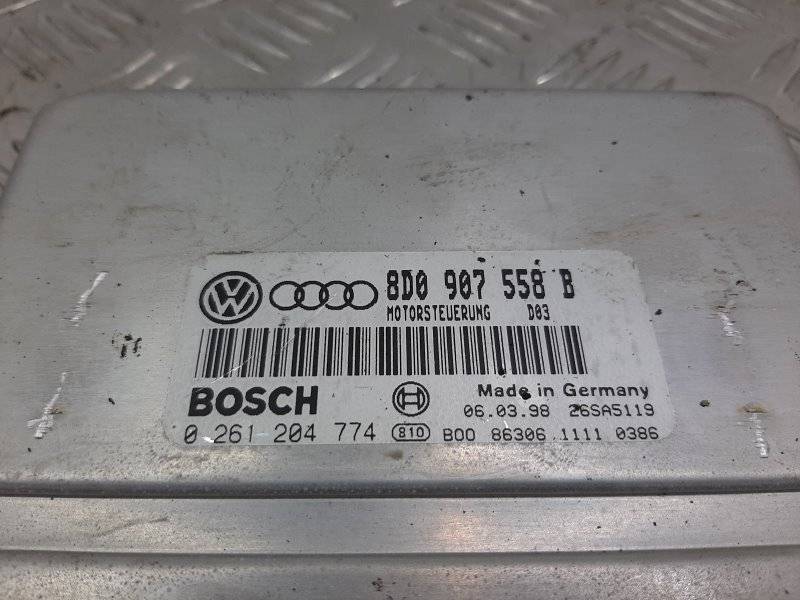 8D0 907 558 B
MOTORSTEUERUNG D03
BOSCH Made in Germany
06.03.98 26SA5119
0 261 204 774 810 B00 86306 1111 0386